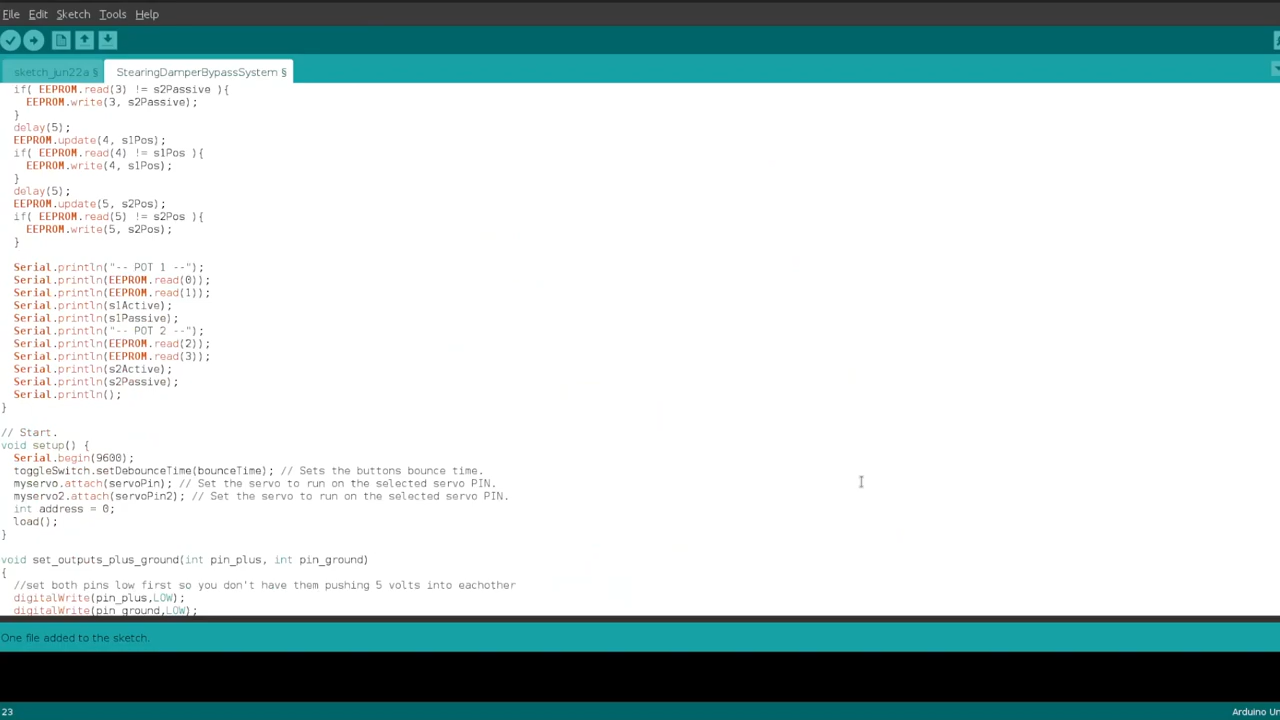 File Edit Sketch Tools Help
sketch_jun22a § StearingDamperBypassSystem §
if( EEPROM.read(3) != s2Passive ){
EEPROM.write(3, s2Passive);
}
delay(5);
EEPROM.update(4, s1Pos);
if( EEPROM.read(4) != s1Pos ){
EEPROM.write(4, s1Pos);
}
delay(5);
EEPROM.update(5, s2Pos);
if( EEPROM.read(5) != s2Pos ){
EEPROM.write(5, s2Pos);
}
Serial.println("-- POT 1 --");
Serial.println(EEPROM.read(0));
Serial.println(EEPROM.read(1));
Serial.println(s1Active);
Serial.println(s1Passive);
Serial.println("-- POT 2 --");
Serial.println(EEPROM.read(2));
Serial.println(EEPROM.read(3));
Serial.println(s2Active);
Serial.println(s2Passive);
Serial.println();
}
// Start.
void setup() {
Serial.begin(9600);
toggleSwitch.setDebounceTime(bounceTime); // Sets the buttons bounce time.
myservo.attach(servoPin); // Set the servo to run on the selected servo PIN.
myservo2.attach(servoPin2); // Set the servo to run on the selected servo PIN.
int address = 0;
load();
}
void set_outputs_plus_ground(int pin_plus, int pin_ground)
{
//set both pins low first so you don't have them pushing 5 volts into eachother
digitalWrite(pin_plus,LOW);
digitalWrite(pin_ground,LOW);
One file added to the sketch.
23 Arduino Un